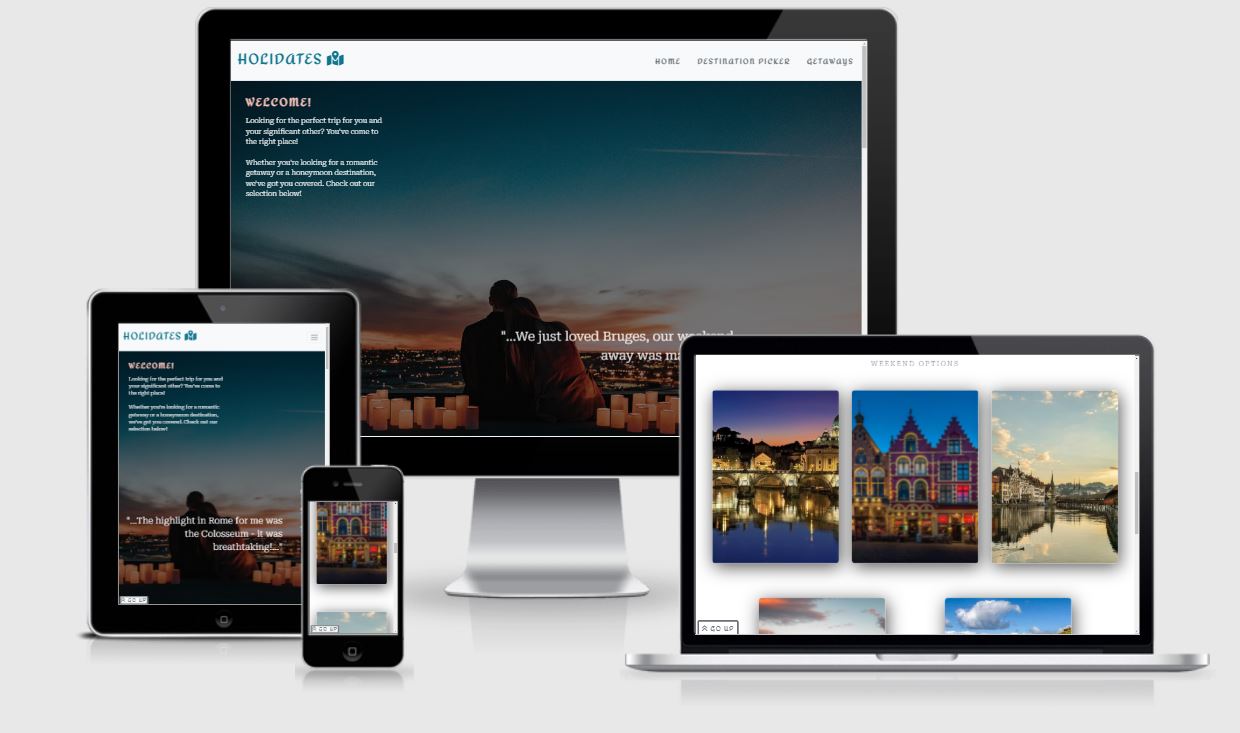 HOLIDATES
HOME DESTINATION PICKER GETAWAYS
WELCOME!
Looking for the perfect trip for you and
your significant other? You've come to
the right place!
Whether you're looking for a romantic
getaway or a honeymoon destination,
we've got you covered. Check out our
selection below!
"...We just loved Bruges, our weekend
away was ma
HOLIDATES
WELCOME!
Looking for the perfect trip for you and
your significant other? You've come to
the right place!
Whether you're looking for a romantic
getaway or a honeymoon destination,
we've got you covered. Check out our
selection below!
"...The highlight in Rome for me was
the Colosseum - it was
breathtaking!..."
GO UP
GO UP
WEEKEND OPTIONS
GO UP